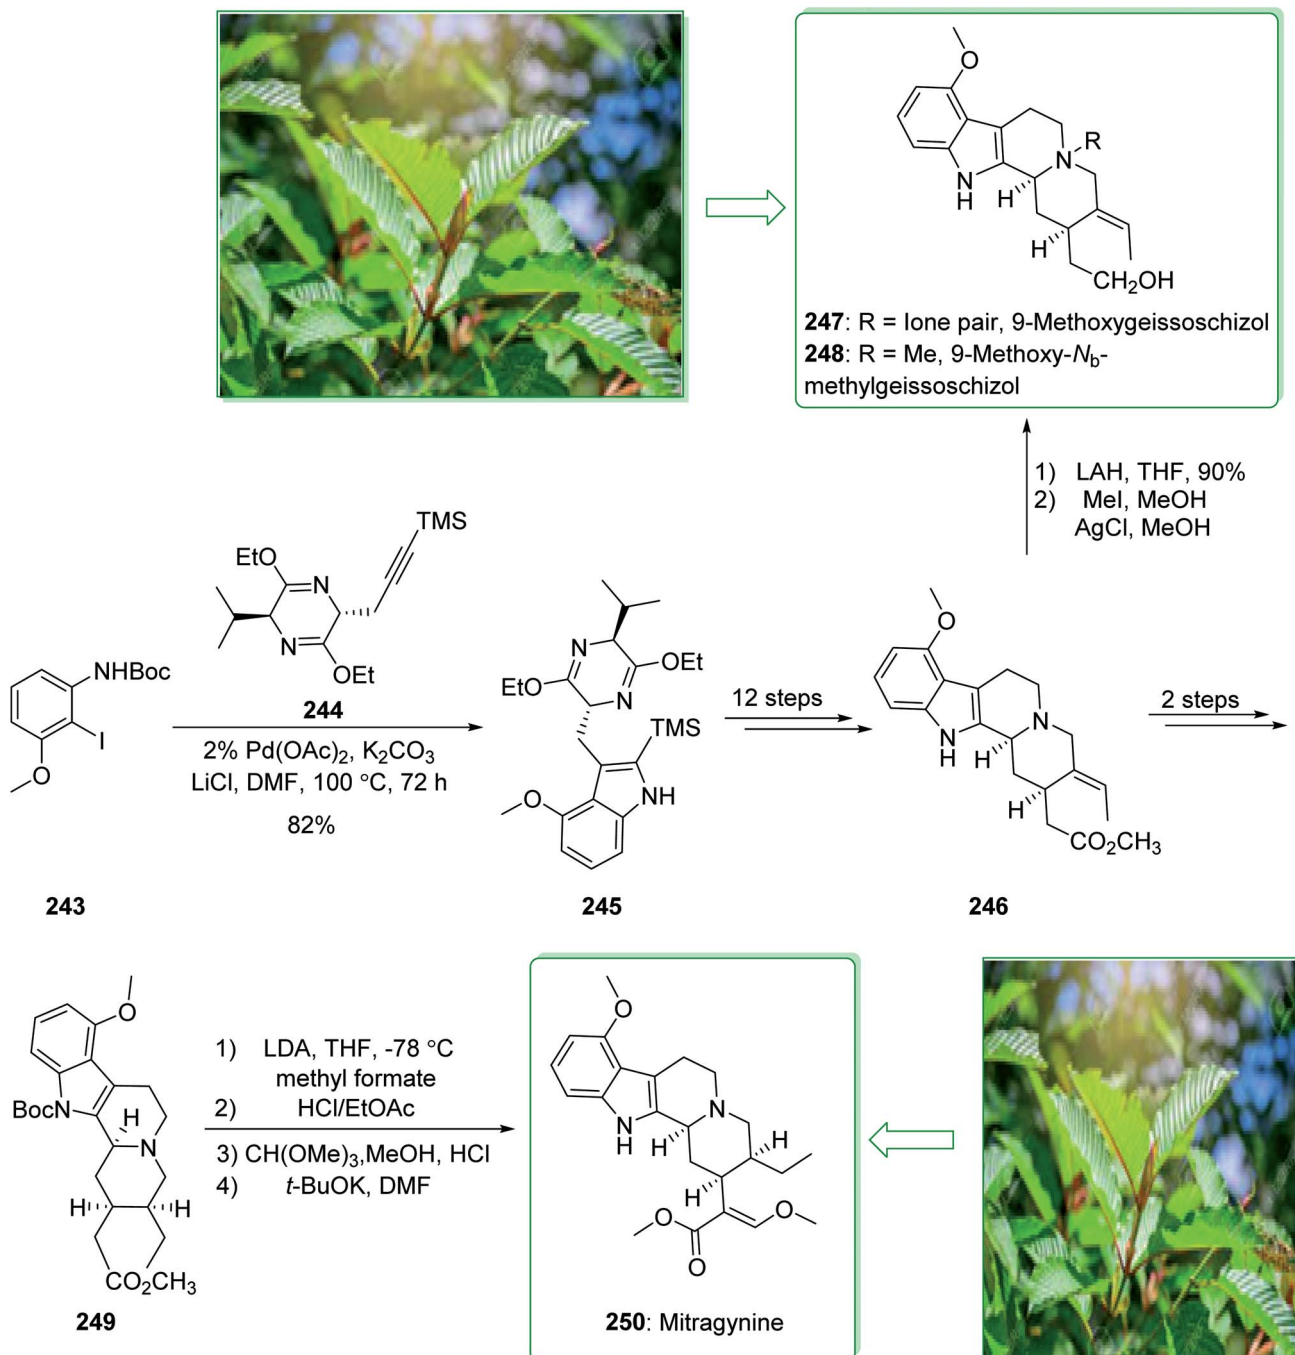 O
R
N
N
H
H
H
CH2OH
247: R = Ione pair, 9-Methoxygeissoschizol
248: R = Me, 9-Methoxy-Nb-
methylgeissoschizol
1) LAH, THF, 90%
2) MeI, MeOH
AgCl, MeOH
TMS
EtO
N
N
OEt
244
NHBoc
I
O
2% Pd(OAc)2, K2CO3
LiCl, DMF, 100 °C, 72 h
82%
N
OEt
EtO
N
TMS
NH
O
12 steps
O
N
N
H
H
H
CO2CH3
2 steps
243
245
246
O
BocN
H
N
H
H
CO2CH3
249
1) LDA, THF, -78 °C
methyl formate
2) HCl/EtOAc
3) CH(OMe)3,MeOH, HCl
4) t-BuOK, DMF
O
N
NH
H
H
H
O
O
O
250: Mitragynine